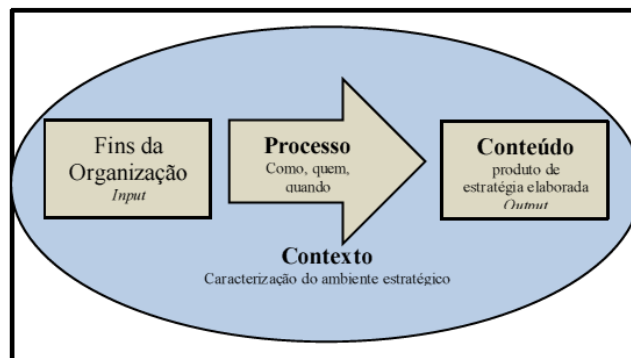 Fins da
Organização
Input
Processo
Como, quem,
quando
Conteúdo
produto de
estratégia elaborada
Output
Contexto
Caracterização do ambiente estratégico